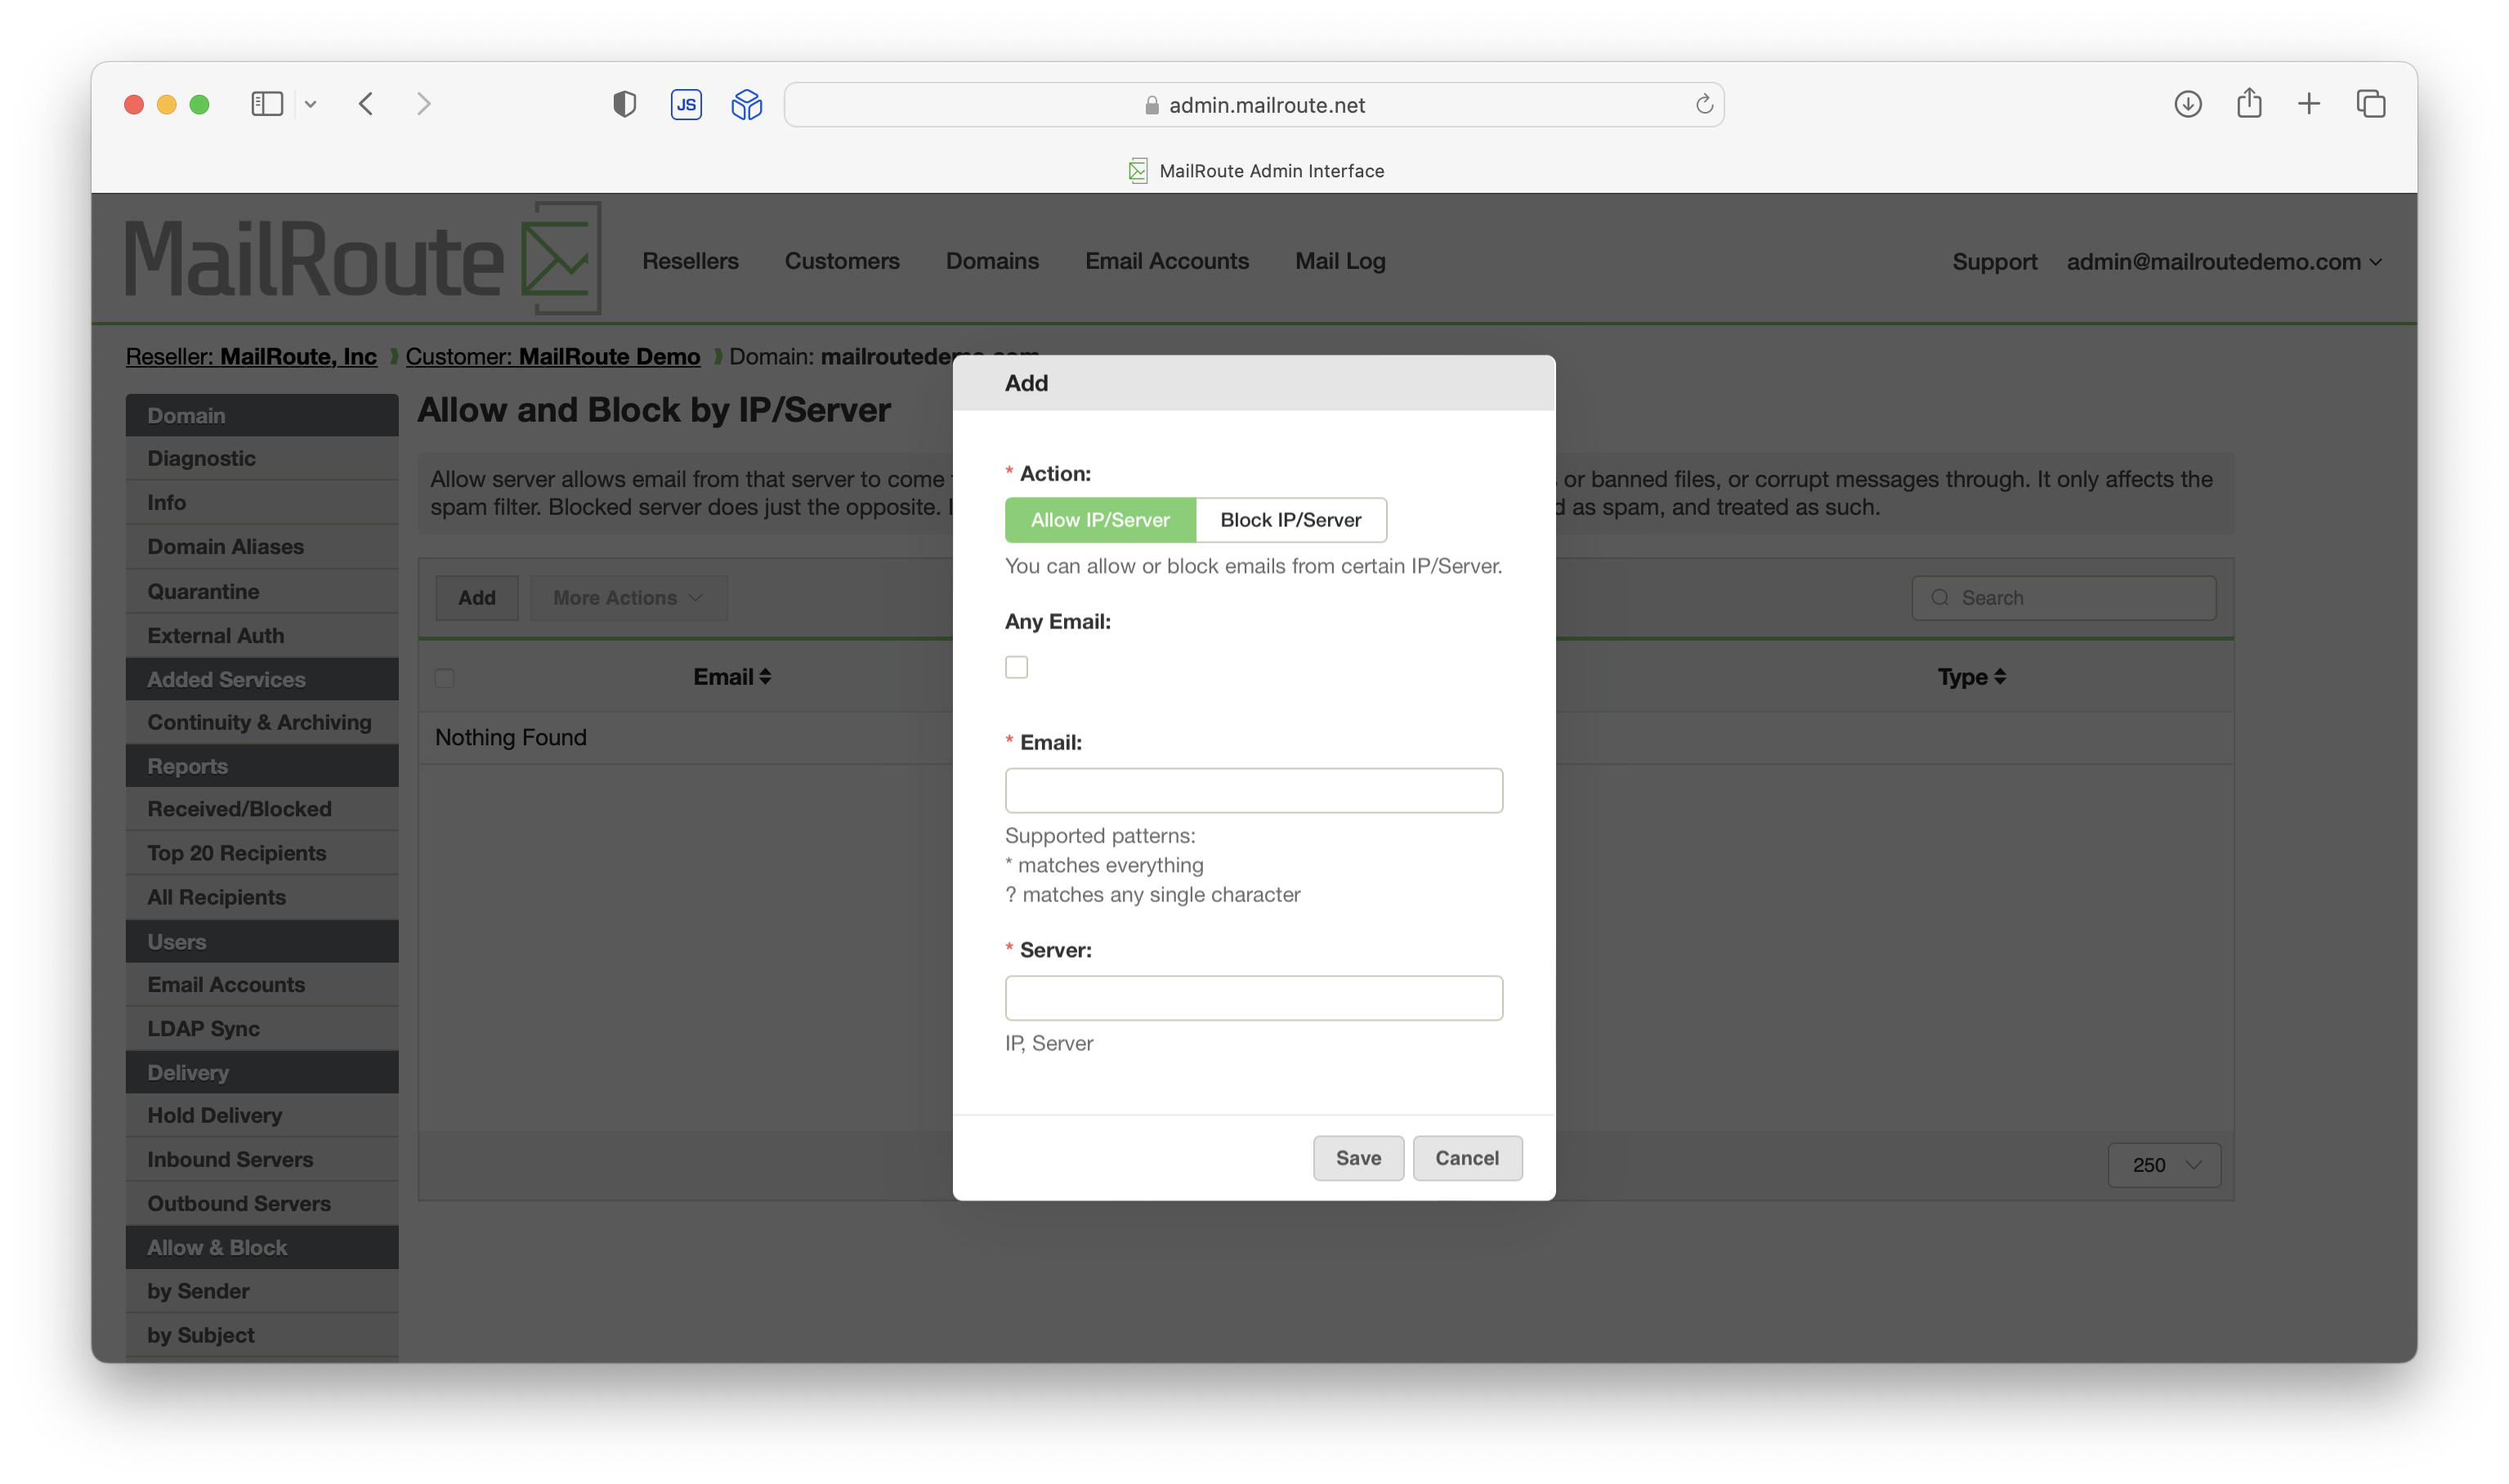 JS
admin.mailroute.net
MailRoute Admin Interface
MailRoute
Resellers
Customers
Domains
Email Accounts
Mail Log
Support
admin@mailroutedemo.com
Reseller: MailRoute, Inc
Customer: MailRoute Demo
Domain: mailroutedemo.com
Domain
Diagnostic
Info
Domain Aliases
Quarantine
External Auth
Added Services
Continuity & Archiving
Reports
Received/Blocked
Top 20 Recipients
All Recipients
Users
Email Accounts
LDAP Sync
Delivery
Hold Delivery
Inbound Servers
Outbound Servers
Allow & Block
by Sender
by Subject
Allow and Block by IP/Server
Allow server allows email from that server to come
or banned files, or corrupt messages through. It only affects the
spam filter. Blocked server does just the opposite.
as spam, and treated as such.
Add
More Actions
Search
Email
Type
Nothing Found
250
Add
* Action:
Allow IP/Server
Block IP/Server
You can allow or block emails from certain IP/Server.
Any Email:
* Email:
Supported patterns:
* matches everything
? matches any single character
* Server:
IP, Server
Save
Cancel